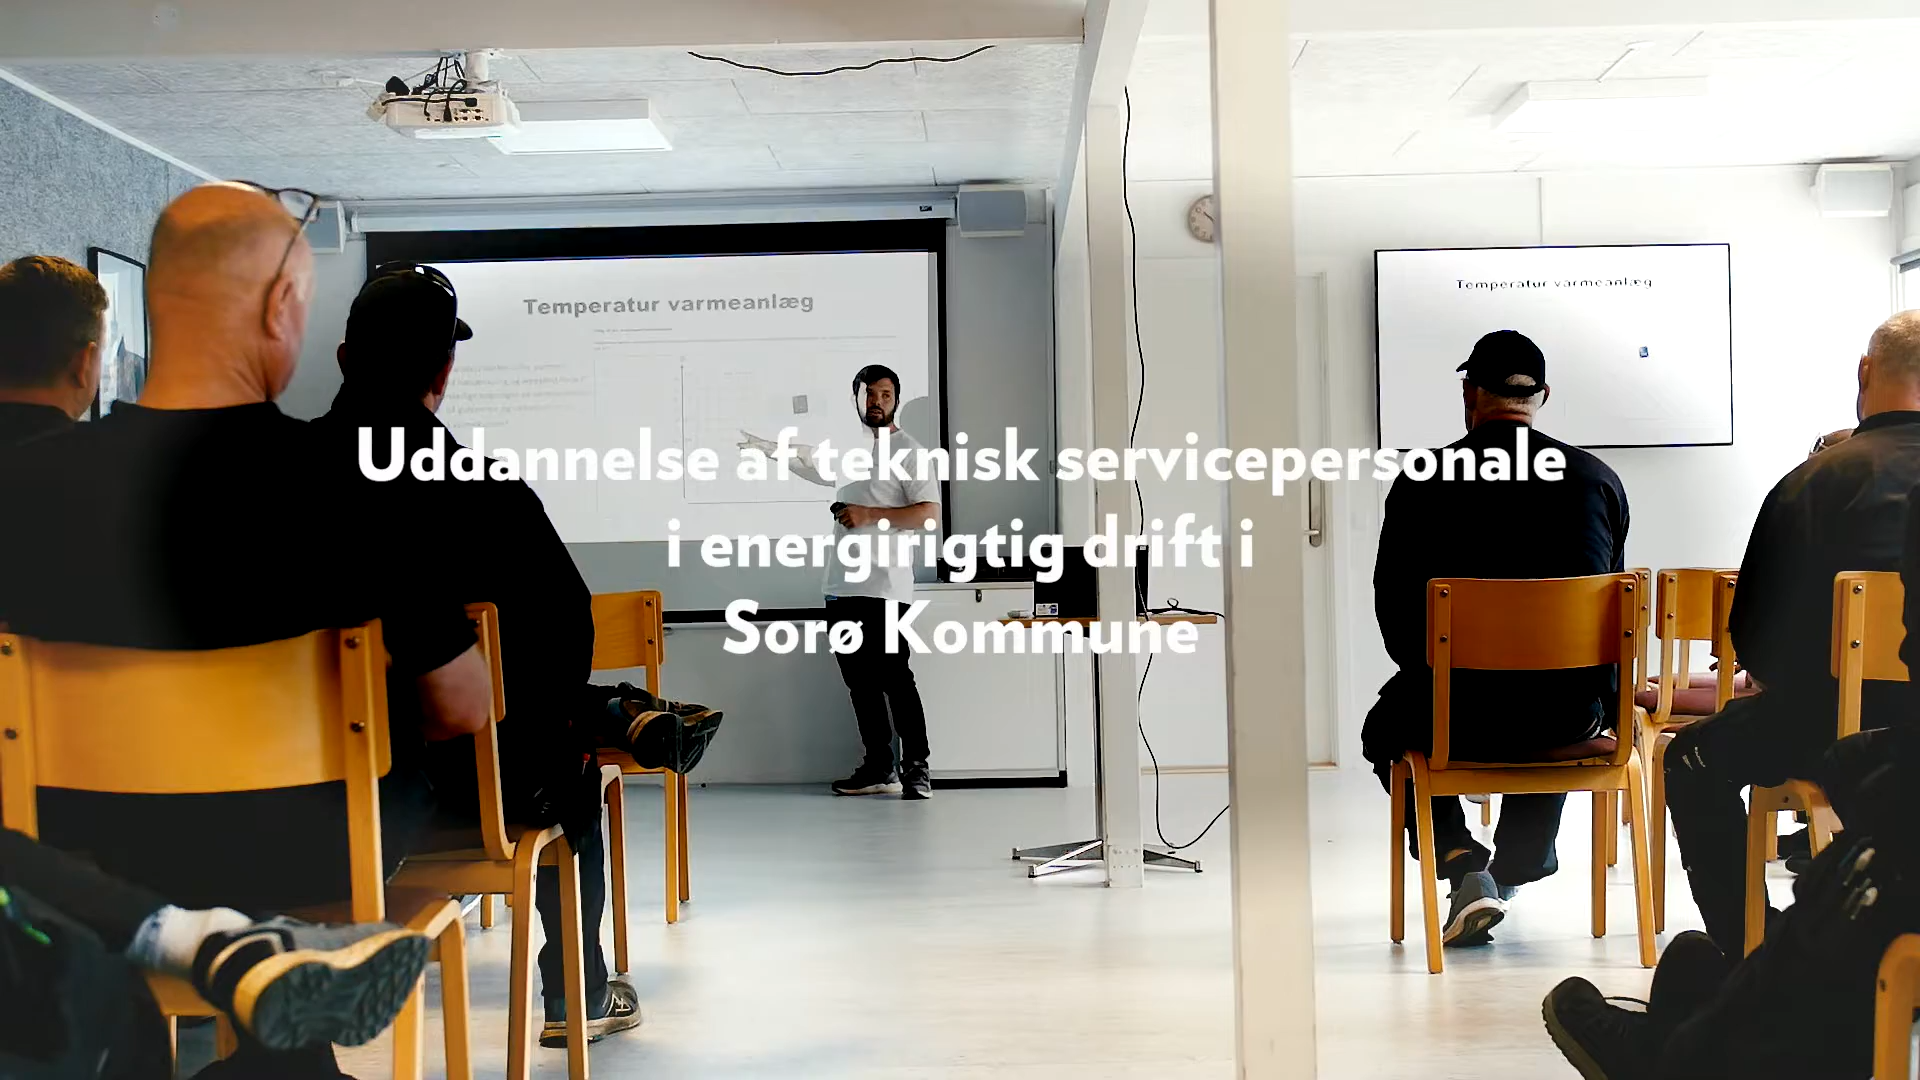 Temperatur varmeanlæg
Temperatur varmeanlæg
Uddannelse af teknisk servicepersonale
i energirigtig drift i
Sorø Kommune